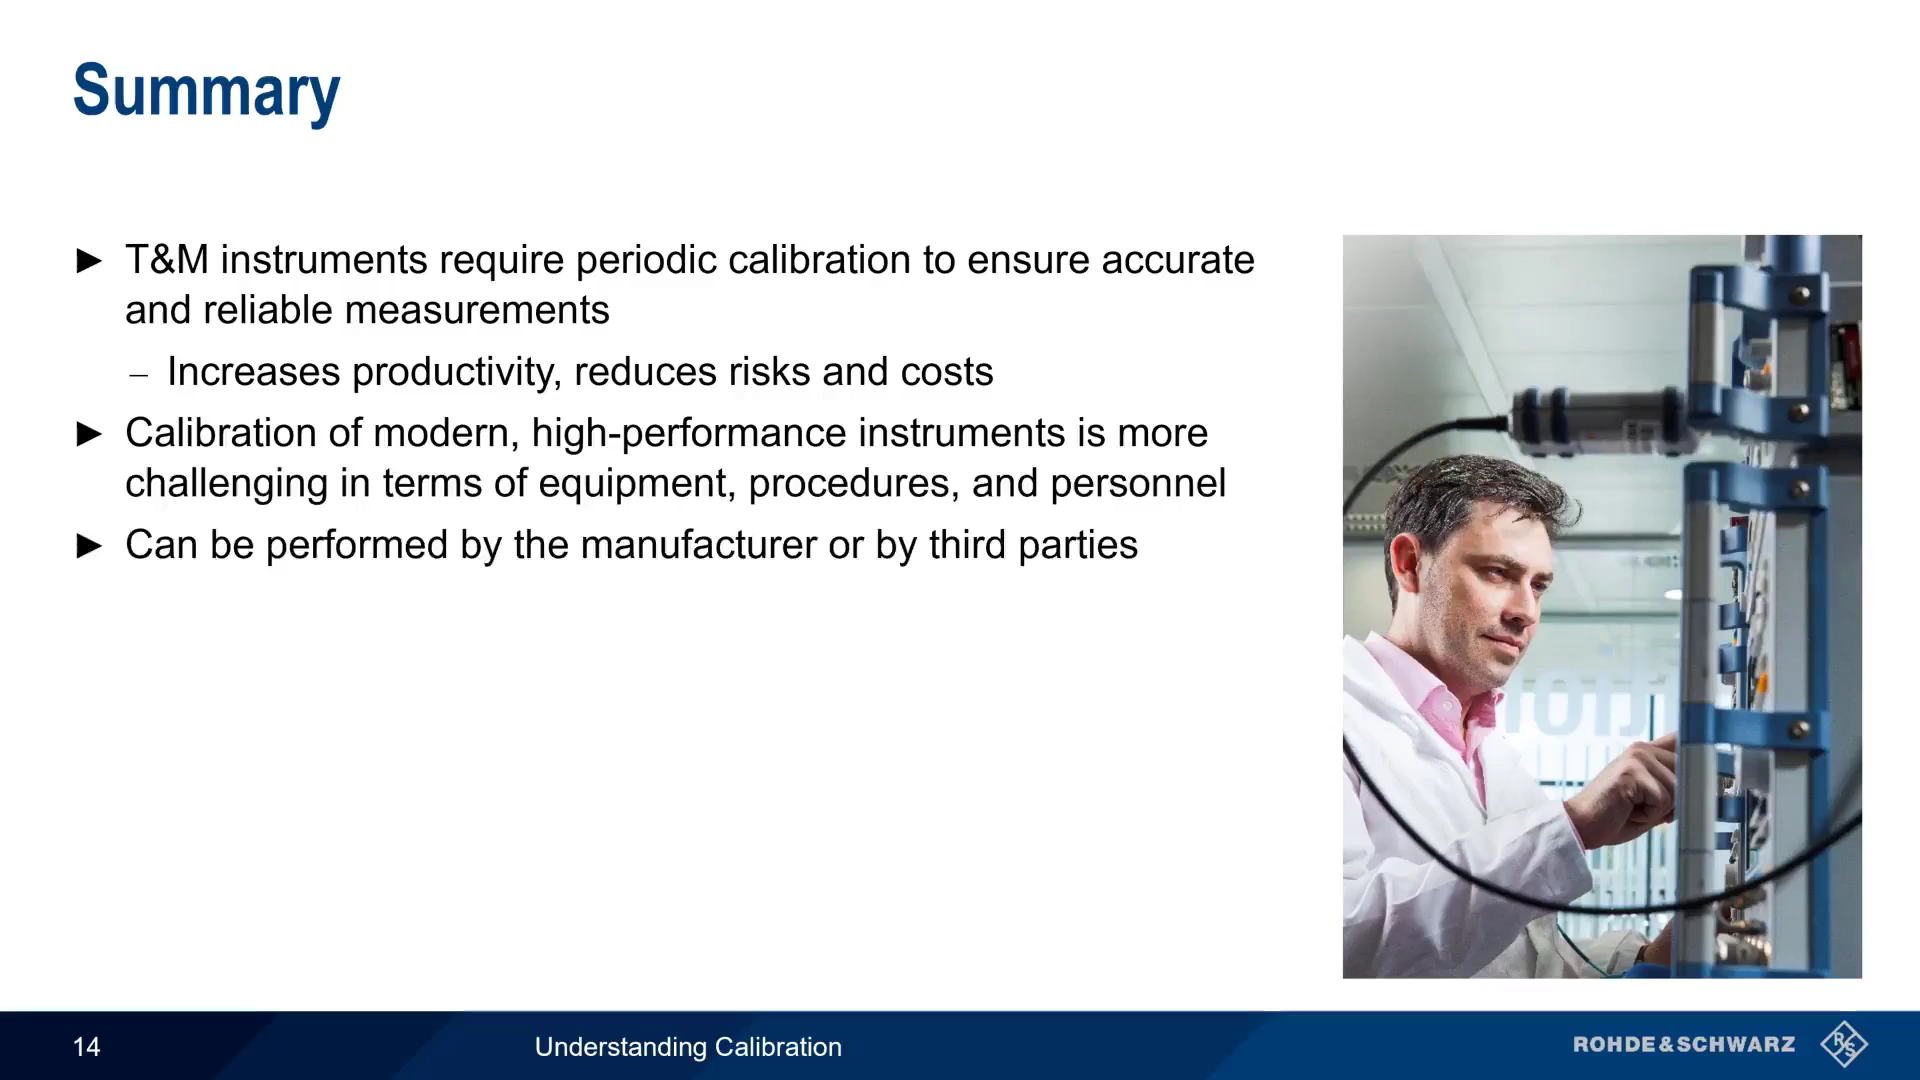 Summary
► T&M instruments require periodic calibration to ensure accurate
and reliable measurements
– Increases productivity, reduces risks and costs
► Calibration of modern, high-performance instruments is more
challenging in terms of equipment, procedures, and personnel
► Can be performed by the manufacturer or by third parties
14
Understanding Calibration
ROHDE&SCHWARZ
R&S